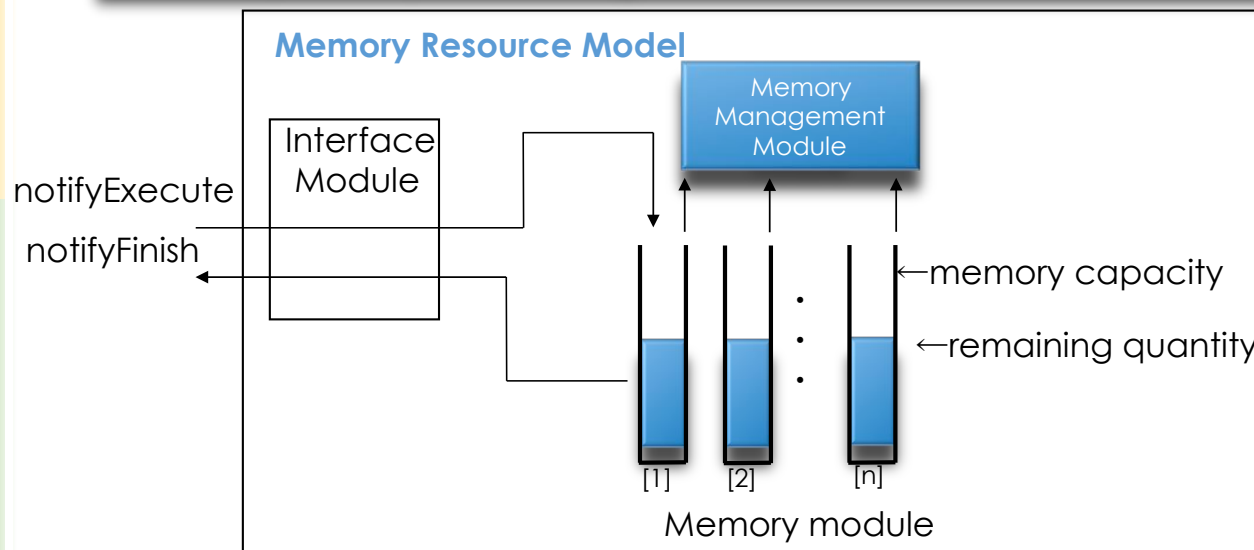 Memory Resource Model
Memory
Management
Module
Interface
Module
notifyExecute
notifyFinish
←memory capacity
←remaining quantity
[1]
[2]
[n]
Memory module